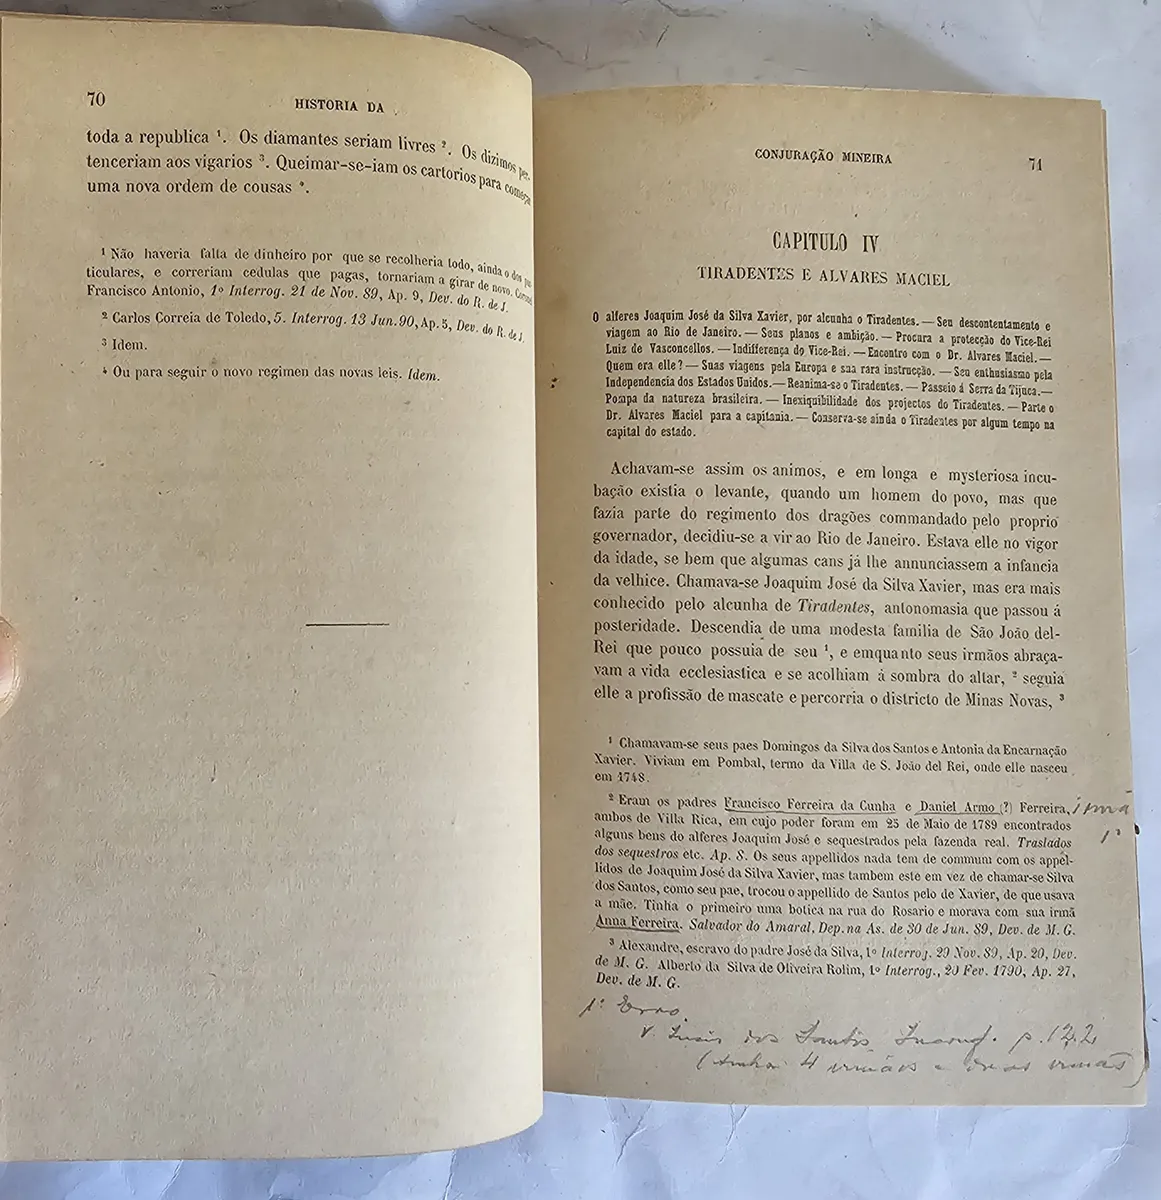 70 HISTORIA DA
toda a republica ¹. Os diamantes seriam livres ². Os dizimos per-
tenceriam aos vigarios ³. Queimar-se-iam os cartorios para começar
uma nova ordem de cousas ⁴.
¹ Não haveria falta de dinheiro por que se recolheria todo, ainda o dos par-
ticulares, e correriam cedulas que pagas, tornariam a girar de novo. Coronel
Francisco Antonio, 1º Interrog. 21 de Nov. 89, Ap. 9, Dev. do R. de J.
² Carlos Correia de Toledo, 5. Interrog. 13 Jun. 90, Ap. 5, Dev. do R. de J.
³ Idem.
⁴ Ou para seguir o novo regimen das novas leis. Idem.
CONJURAÇÃO MINEIRA 71
CAPITULO IV
TIRADENTES E ALVARES MACIEL
O alferes Joaquim José da Silva Xavier, por alcunha o Tiradentes. — Seu descontentamento e
viagem ao Rio de Janeiro. — Seus planos e ambição. — Procura a protecção do Vice-Rei
Luiz de Vasconcellos. — Indifferença do Vice-Rei. — Encontro com o Dr. Alvares Maciel. —
Quem era elle? — Suas viagens pela Europa e sua rara instrucção. — Seu enthusiasmo pela
Independencia dos Estados Unidos. — Reanima-se o Tiradentes. — Passeio á Serra da Tijuca. —
Pompa da natureza brasileira. — Inexiquibilidade dos projectos do Tiradentes. — Parte o
Dr. Alvares Maciel para a capitania. — Conserva-se ainda o Tiradentes por algum tempo na
capital do estado.
Achavam-se assim os animos, e em longa e mysteriosa incu-
bação existia o levante, quando um homem do povo, mas que
fazia parte do regimento dos dragões commandado pelo proprio
governador, decidiu-se a vir ao Rio de Janeiro. Estava elle no vigor
da idade, se bem que algumas cans já lhe annunciassem a infancia
da velhice. Chamava-se Joaquim José da Silva Xavier, mas era mais
conhecido pelo alcunha de Tiradentes, antonomasia que passou á
posteridade. Descendia de uma modesta familia de São João del-
Rei que pouco possuia de seu ¹, e emquanto seus irmãos abraça-
vam a vida ecclesiastica e se acolhiam á sombra do altar, ² seguia
elle a profissão de mascate e percorria o districto de Minas Novas, ³
¹ Chamavam-se seus paes Domingos da Silva dos Santos e Antonia da Encarnação
Xavier. Viviam em Pombal, termo da Villa de S. João del Rei, onde elle nasceu
em 1748.
² Eram os padres Francisco Ferreira da Cunha e Daniel Armo (?) Ferreira, irmã
ambos de Villa Rica, em cujo poder foram em 25 de Maio de 1789 encontrados
alguns bens do alferes Joaquim José e sequestrados pela fazenda real. Traslados 1º
dos sequestros etc. Ap. 8. Os seus appellidos nada tem de commum com os appel-
lidos de Joaquim José da Silva Xavier, mas tambem este em vez de chamar-se Silva
dos Santos, como seu pae, trocou o appellido de Santos pelo de Xavier, de que usava
a mãe. Tinha o primeiro uma botica na rua do Rosario e morava com sua irmã
Anna Ferreira. Salvador do Amaral, Dep. na As. de 30 de Jun. 89, Dev. de M. G.
³ Alexandre, escravo do padre José da Silva, 1º Interrog. 29 Nov. 89, Ap. 20, Dev.
de M. G. Alberto da Silva de Oliveira Rolim, 1º Interrog., 20 Fev. 1790, Ap. 27,
Dev. de M. G.
1º Erro.
v. Lucio dos Santos p. 122
(tinha 4 irmãos e duas irmãs)